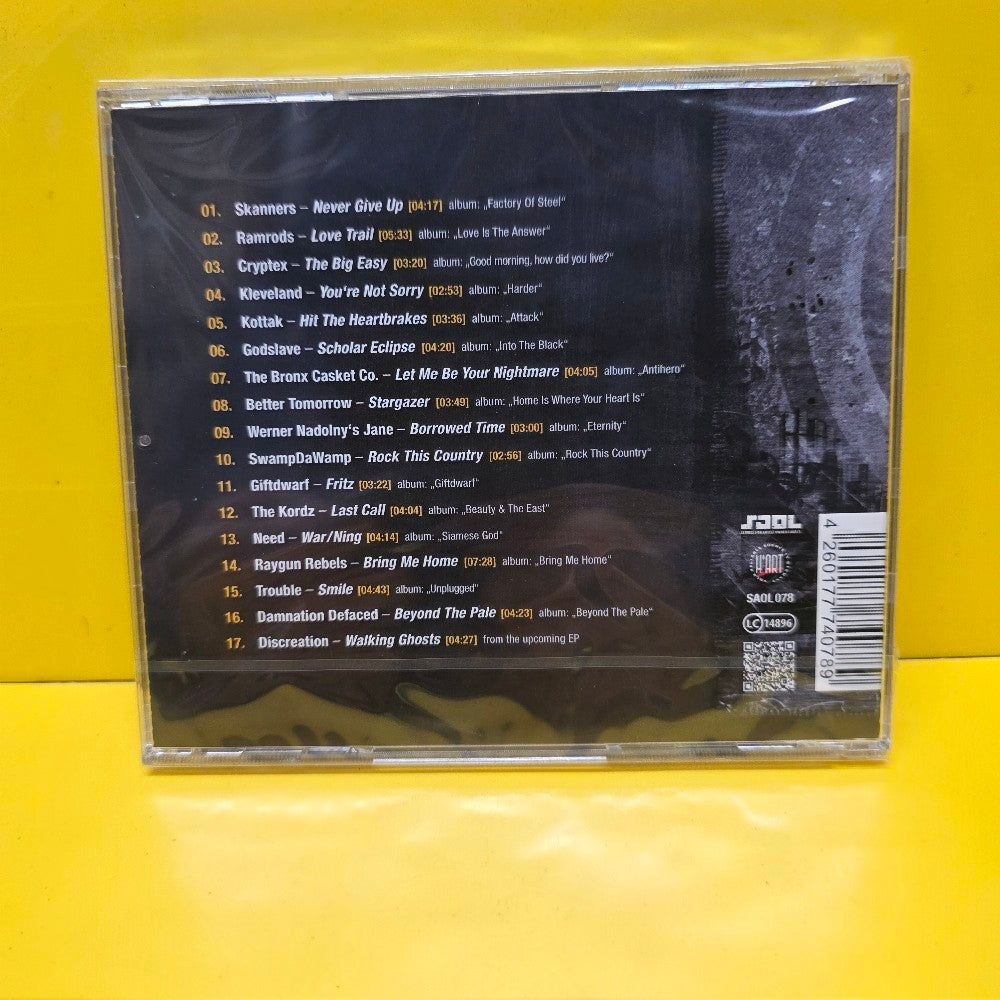 01. Skanners – Never Give Up [04:17] album: „Factory Of Steel“
02. Ramrods – Love Trail [05:33] album: „Love Is The Answer“
03. Cryptex – The Big Easy [03:20] album: „Good morning, how did you live?“
04. Kleveland – You're Not Sorry [02:53] album: „Harder“
05. Kottak – Hit The Heartbrakes [03:36] album: „Attack“
06. Godslave – Scholar Eclipse [04:20] album: „Into The Black“
07. The Bronx Casket Co. – Let Me Be Your Nightmare [04:05] album: „Antihero“
08. Better Tomorrow – Stargazer [03:49] album: „Home Is Where Your Heart Is“
09. Werner Nadolny's Jane – Borrowed Time [03:00] album: „Eternity“
10. SwampDaWamp – Rock This Country [02:56] album: „Rock This Country“
11. Giftdwarf – Fritz [03:22] album: „Giftdwarf“
12. The Kordz – Last Call [04:04] album: „Beauty & The East“
13. Need – War/Ning [04:14] album: „Siamese God“
14. Raygun Rebels – Bring Me Home [07:28] album: „Bring Me Home“
15. Trouble – Smile [04:43] album: „Unplugged“
16. Damnation Defaced – Beyond The Pale [04:23] album: „Beyond The Pale“
17. Discreation – Walking Ghosts [04:27] from the upcoming EP
SAOL
H'ART
SAOL 078
LC 14896
4 260177 740789